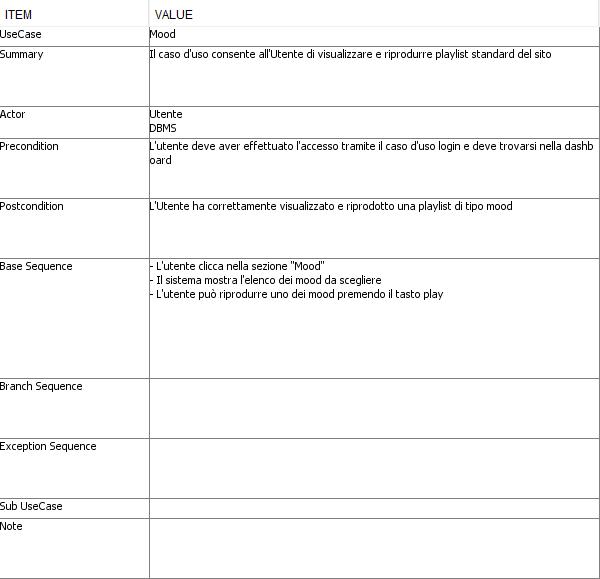 ITEM VALUE
UseCase Mood
Summary Il caso d'uso consente all'Utente di visualizzare e riprodurre playlist standard del sito
Actor Utente
DBMS
Precondition L'utente deve aver effettuato l'accesso tramite il caso d'uso login e deve trovarsi nella dashb
oard
Postcondition L'Utente ha correttamente visualizzato e riprodotto una playlist di tipo mood
Base Sequence - L'utente clicca nella sezione "Mood"
- Il sistema mostra l'elenco dei mood da scegliere
- L'utente può riprodurre uno dei mood premendo il tasto play
Branch Sequence
Exception Sequence
Sub UseCase
Note